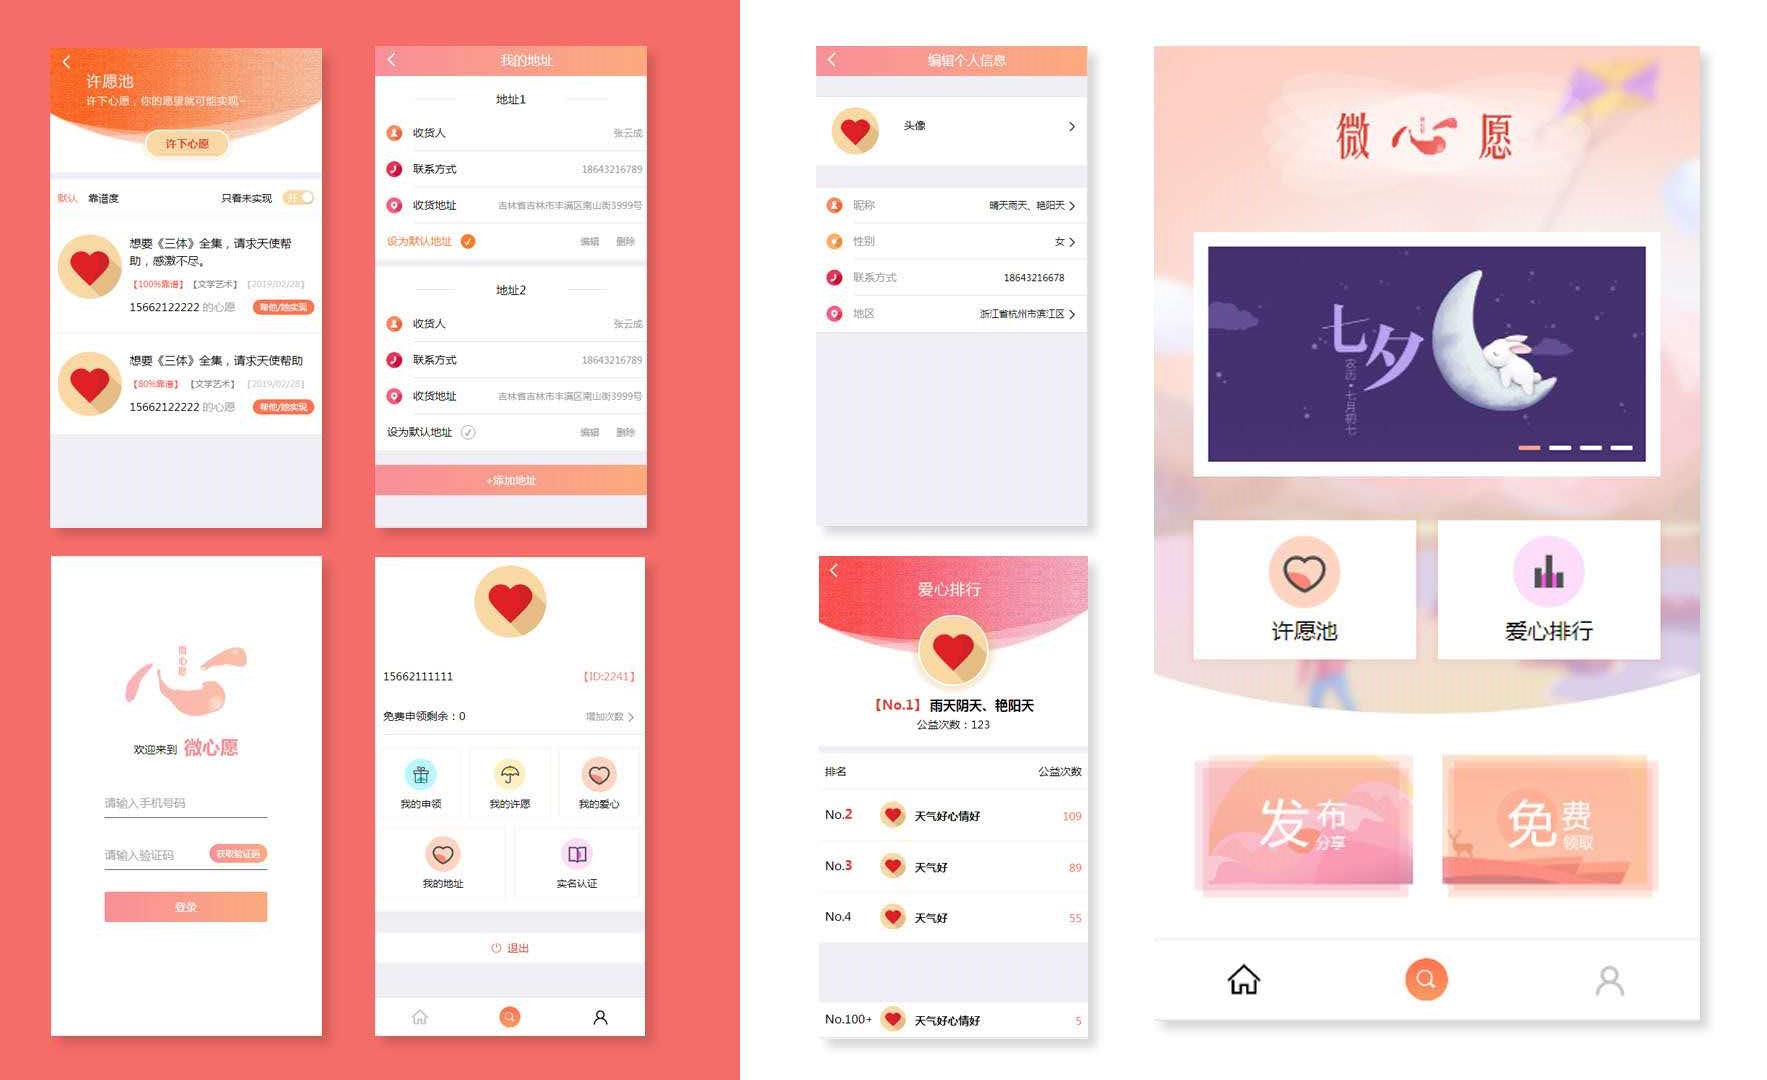 许愿池
许下心愿，你的愿望就可能实现~
许下心愿
默认 靠谱度 只看未实现 开
想要《三体》全集，请求天使帮
助，感激不尽。
【100%靠谱】 【文学艺术】 【2019/02/28】
15662122222 的心愿 帮他/她实现
想要《三体》全集，请求天使帮助
【80%靠谱】 【文学艺术】 【2019/02/28】
15662122222 的心愿 帮他/她实现
我的地址
地址1
收货人 张云成
联系方式 18643216789
收货地址 吉林省吉林市丰满区南山街3999号
设为默认地址 编辑 删除
地址2
收货人 张云成
联系方式 18643216789
收货地址 吉林省吉林市丰满区南山街3999号
设为默认地址 编辑 删除
+添加地址
微心愿
欢迎来到 微心愿
请输入手机号码
请输入验证码 获取验证码
登录
15662111111 【ID:2241】
免费申领剩余：0 增加次数
我的申领 我的许愿 我的爱心
我的地址 实名认证
退出
编辑个人信息
头像
昵称 晴天雨天、艳阳天
性别 女
联系方式 18643216678
地区 浙江省杭州市滨江区
爱心排行
【No.1】 雨天阴天、艳阳天
公益次数：123
排名 公益次数
No.2 天气好心情好 109
No.3 天气好 89
No.4 天气好 55
No.100+ 天气好心情好 5
微 心 愿
七夕
农历·七月初七
许愿池 爱心排行
发布
分享
免费
领取